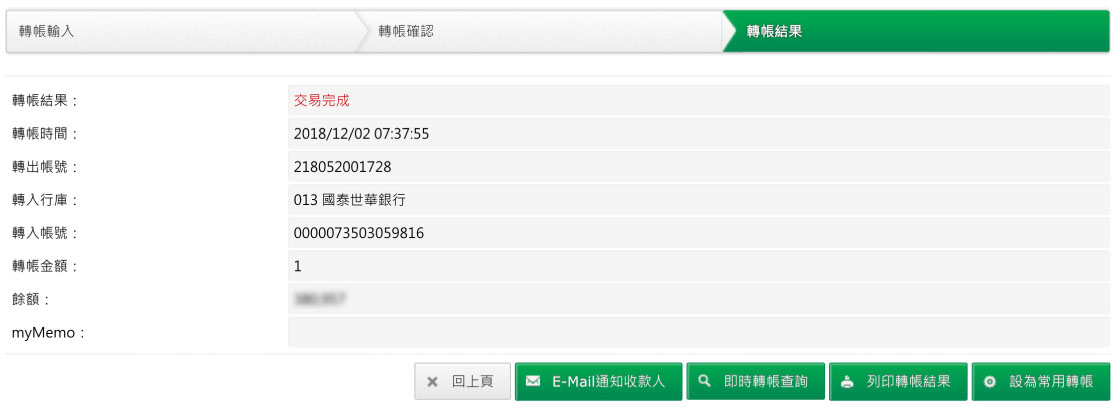 轉帳輸入 轉帳確認 轉帳結果
轉帳結果： 交易完成
轉帳時間： 2018/12/02 07:37:55
轉出帳號： 218052001728
轉入行庫： 013 國泰世華銀行
轉入帳號： 0000073503059816
轉帳金額： 1
餘額：
myMemo：
回上頁 E-Mail通知收款人 即時轉帳查詢 列印轉帳結果 設為常用轉帳